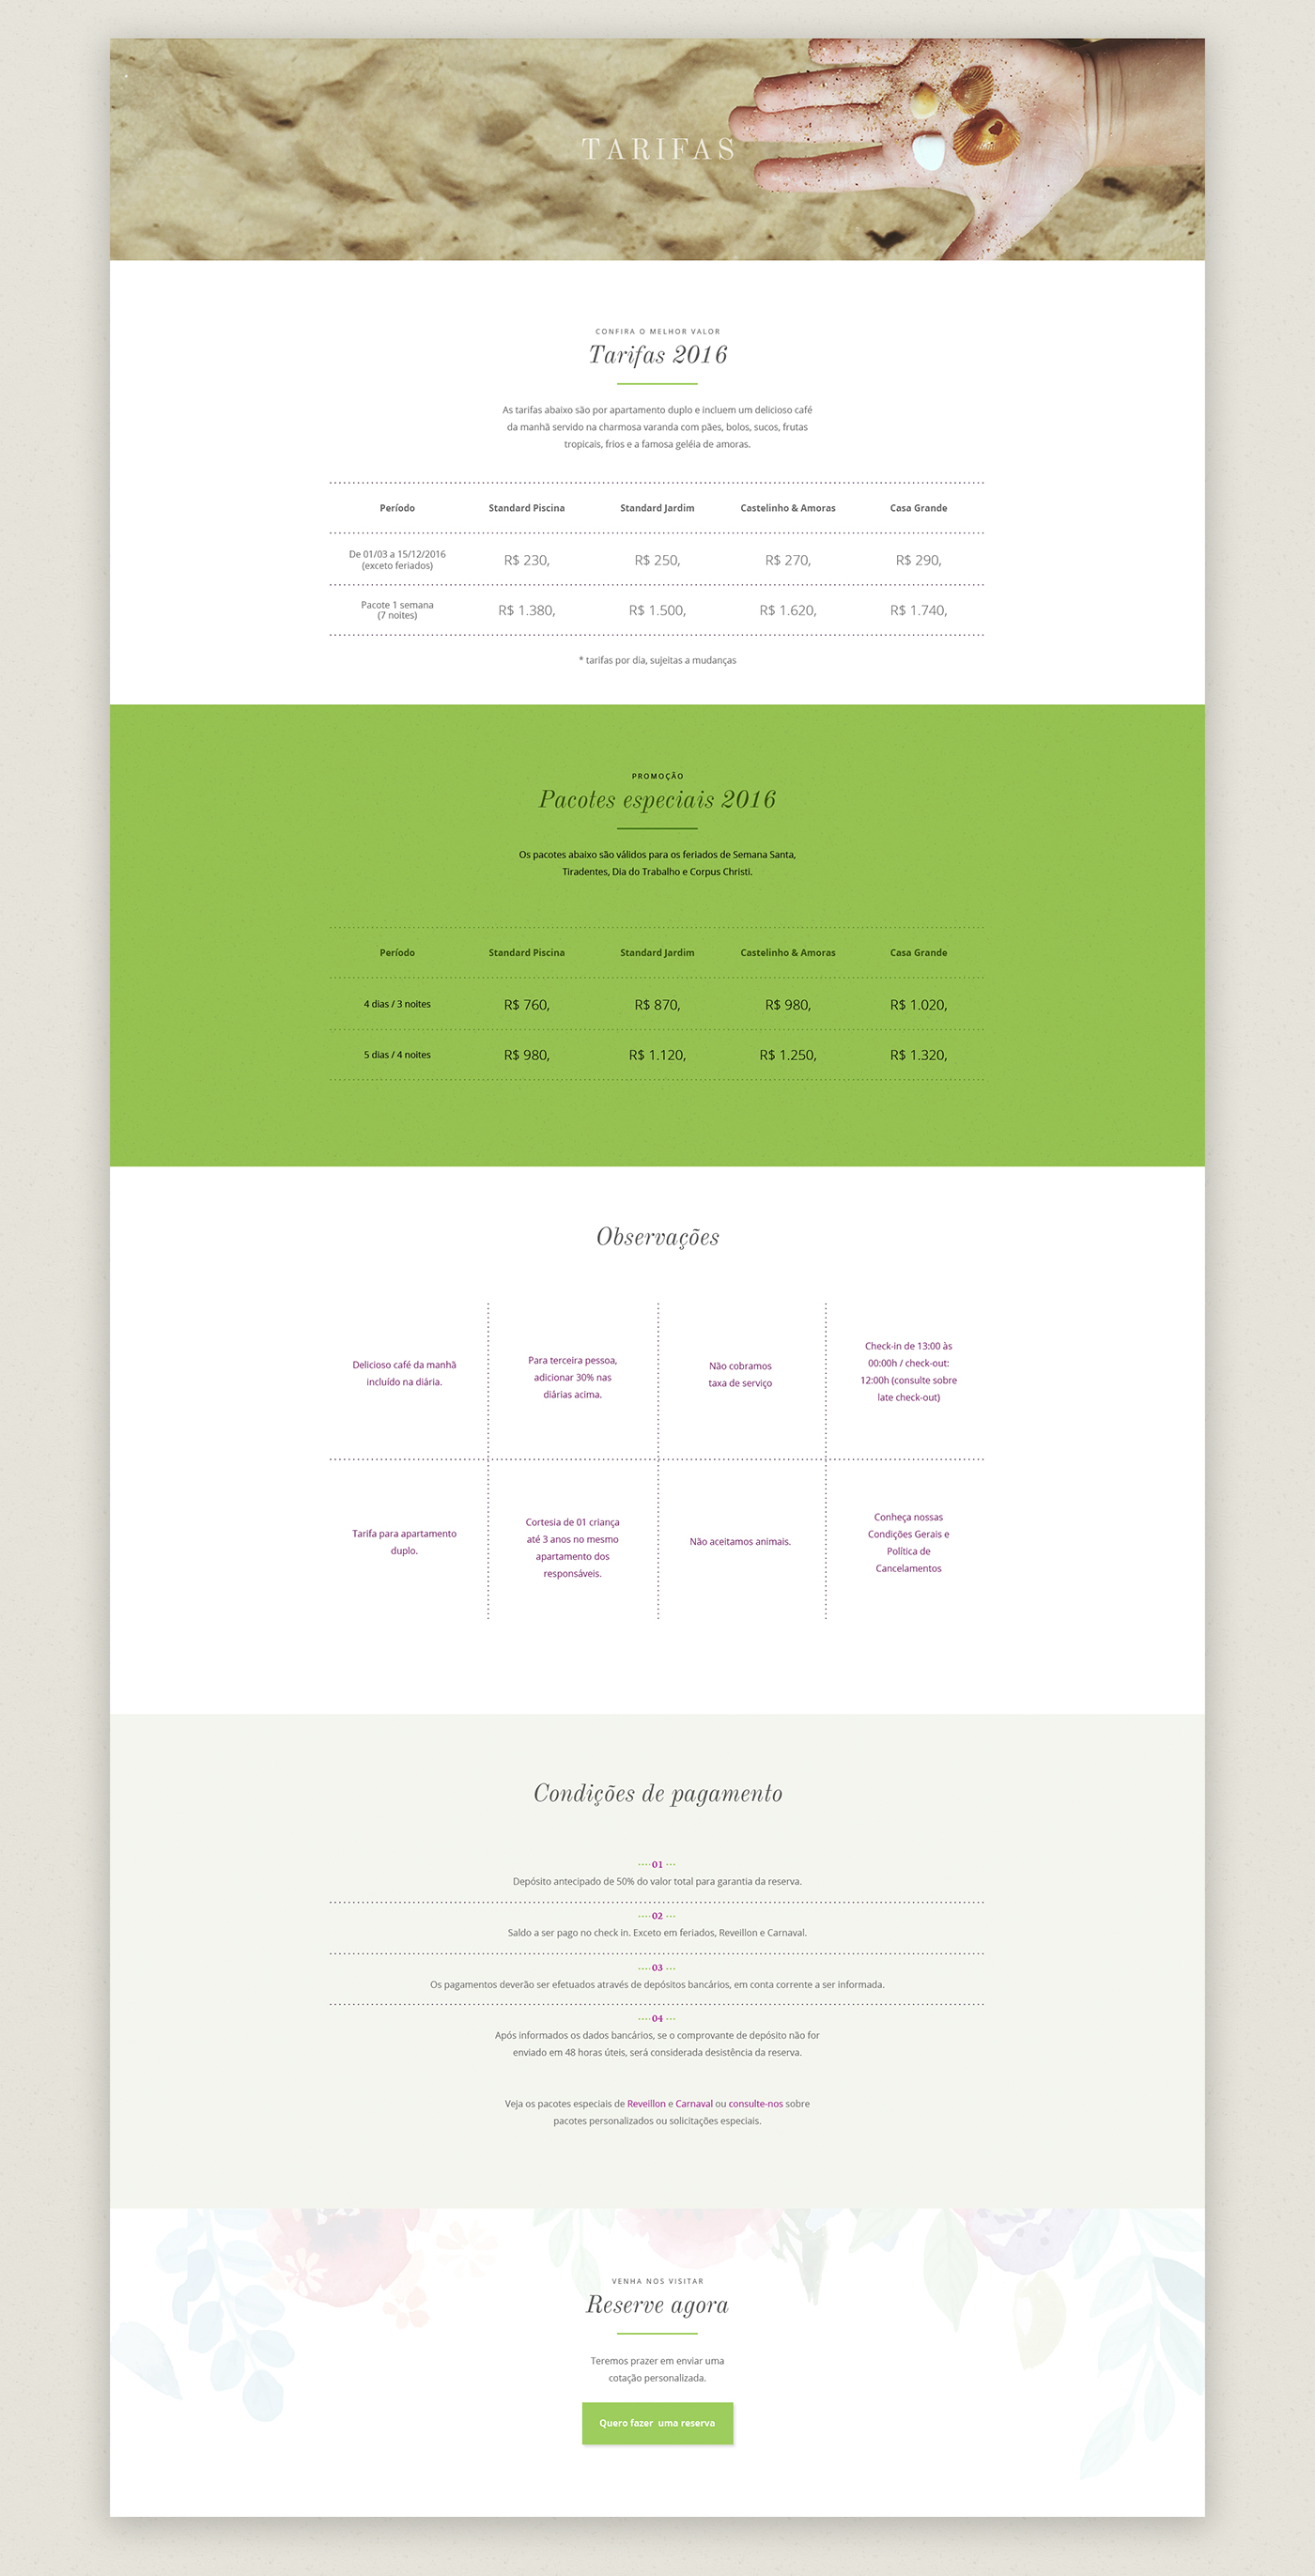 TARIFAS
CONFIRA O MELHOR VALOR
Tarifas 2016
As tarifas abaixo são por apartamento duplo e incluem um delicioso café
da manhã servido na charmosa varanda com pães, bolos, sucos, frutas
tropicais, frios e a famosa geléia de amoras.
Período Standard Piscina Standard Jardim Castelinho & Amoras Casa Grande
De 01/03 a 15/12/2016
(exceto feriados)
R$ 230, R$ 250, R$ 270, R$ 290,
Pacote 1 semana
(7 noites)
R$ 1.380, R$ 1.500, R$ 1.620, R$ 1.740,
* tarifas por dia, sujeitas a mudanças
PROMOÇÃO
Pacotes especiais 2016
Os pacotes abaixo são válidos para os feriados de Semana Santa,
Tiradentes, Dia do Trabalho e Corpus Christi.
Período Standard Piscina Standard Jardim Castelinho & Amoras Casa Grande
4 dias / 3 noites R$ 760, R$ 870, R$ 980, R$ 1.020,
5 dias / 4 noites R$ 980, R$ 1.120, R$ 1.250, R$ 1.320,
Observações
Delicioso café da manhã
incluído na diária.
Para terceira pessoa,
adicionar 30% nas
diárias acima.
Não cobramos
taxa de serviço
Check-in de 13:00 às
00:00h / check-out:
12:00h (consulte sobre
late check-out)
Tarifa para apartamento
duplo.
Cortesia de 01 criança
até 3 anos no mesmo
apartamento dos
responsáveis.
Não aceitamos animais.
Conheça nossas
Condições Gerais e
Política de
Cancelamentos
Condições de pagamento
01
Depósito antecipado de 50% do valor total para garantia da reserva.
02
Saldo a ser pago no check in. Exceto em feriados, Reveillon e Carnaval.
03
Os pagamentos deverão ser efetuados através de depósitos bancários, em conta corrente a ser informada.
04
Após informados os dados bancários, se o comprovante de depósito não for
enviado em 48 horas úteis, será considerada desistência da reserva.
Veja os pacotes especiais de Reveillon e Carnaval ou consulte-nos sobre
pacotes personalizados ou solicitações especiais.
VENHA NOS VISITAR
Reserve agora
Teremos prazer em enviar uma
cotação personalizada.
Quero fazer uma reserva